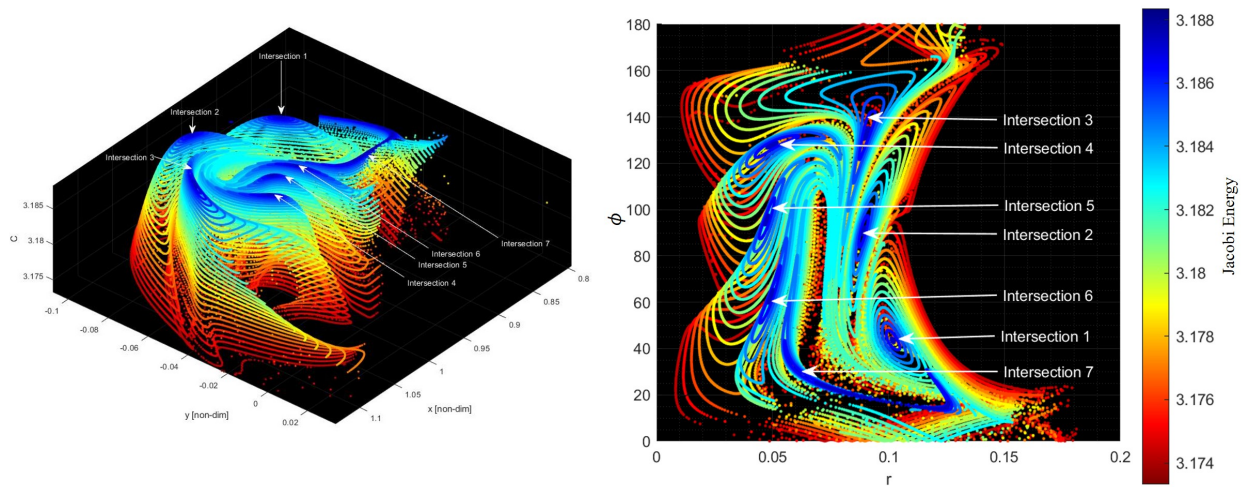 Intersection 1
Intersection 2
Intersection 3
Intersection 7
Intersection 6
Intersection 5
Intersection 4
3.185
3.18
3.175
C
-0.1
-0.08
-0.06
-0.04
-0.02
0
0.02
y [non-dim]
0.8
0.85
0.9
0.95
1
1.05
1.1
x [non-dim]
180
160
140
120
100
80
60
40
20
0
ϕ
0
0.05
0.1
0.15
0.2
r
Intersection 3
Intersection 4
Intersection 5
Intersection 2
Intersection 6
Intersection 1
Intersection 7
3.188
3.186
3.184
3.182
3.18
3.178
3.176
3.174
Jacobi Energy